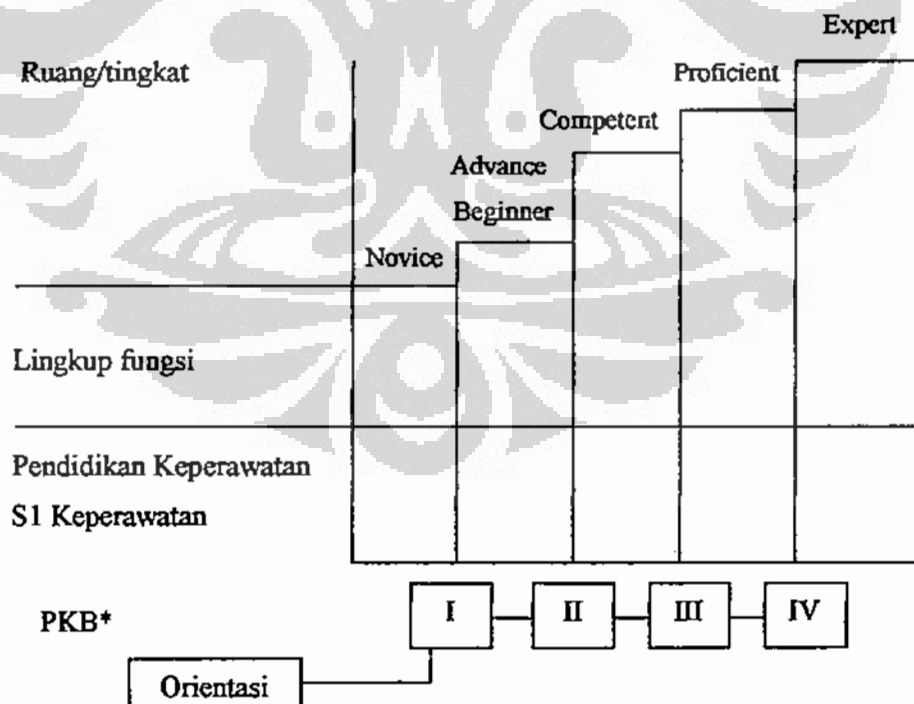 Expert
Ruang/tingkat
Proficient
Competent
Advance
Beginner
Novice
Lingkup fungsi
Pendidikan Keperawatan
S1 Keperawatan
PKB*
I
II
III
IV
Orientasi